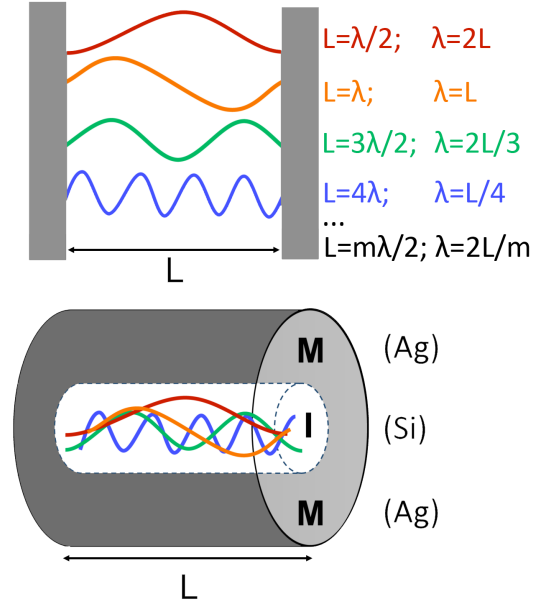 L=λ/2; λ=2L
L=λ; λ=L
L=3λ/2; λ=2L/3
L=4λ; λ=L/4
...
L=mλ/2; λ=2L/m
L
M (Ag)
I (Si)
M (Ag)
L